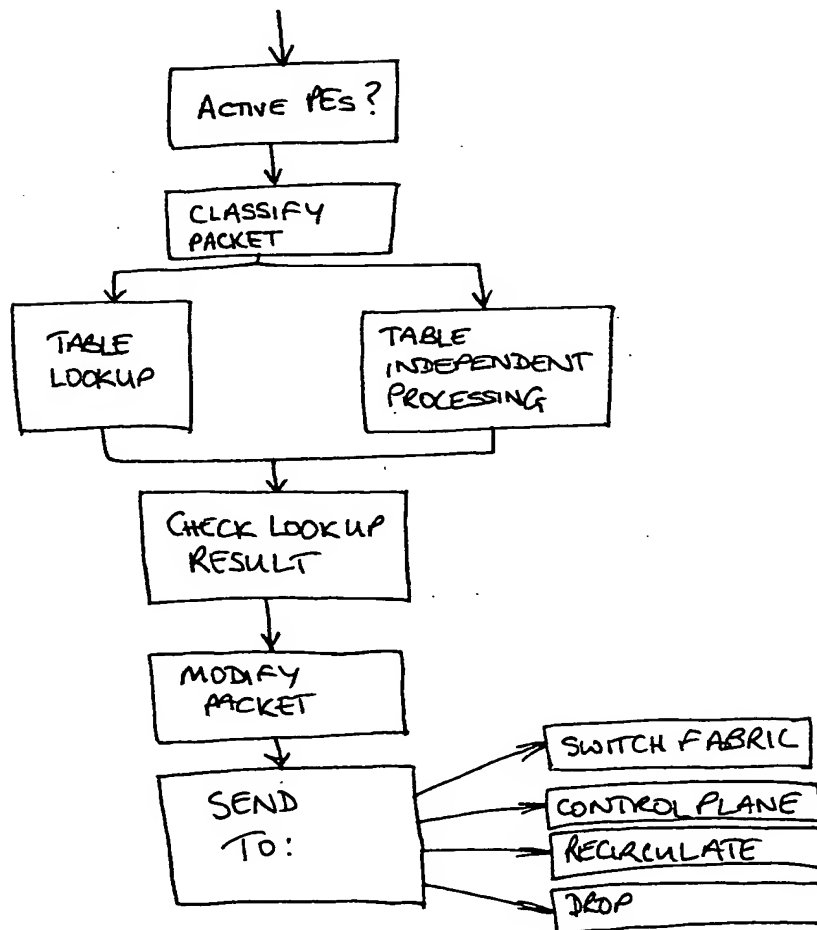 ACTIVE PEs?
CLASSIFY
PACKET
TABLE
LOOKUP
TABLE
INDEPENDENT
PROCESSING
CHECK LOOKUP
RESULT
MODIFY
PACKET
SEND
TO:
SWITCH FABRIC
CONTROL PLANE
RECIRCULATE
DROP